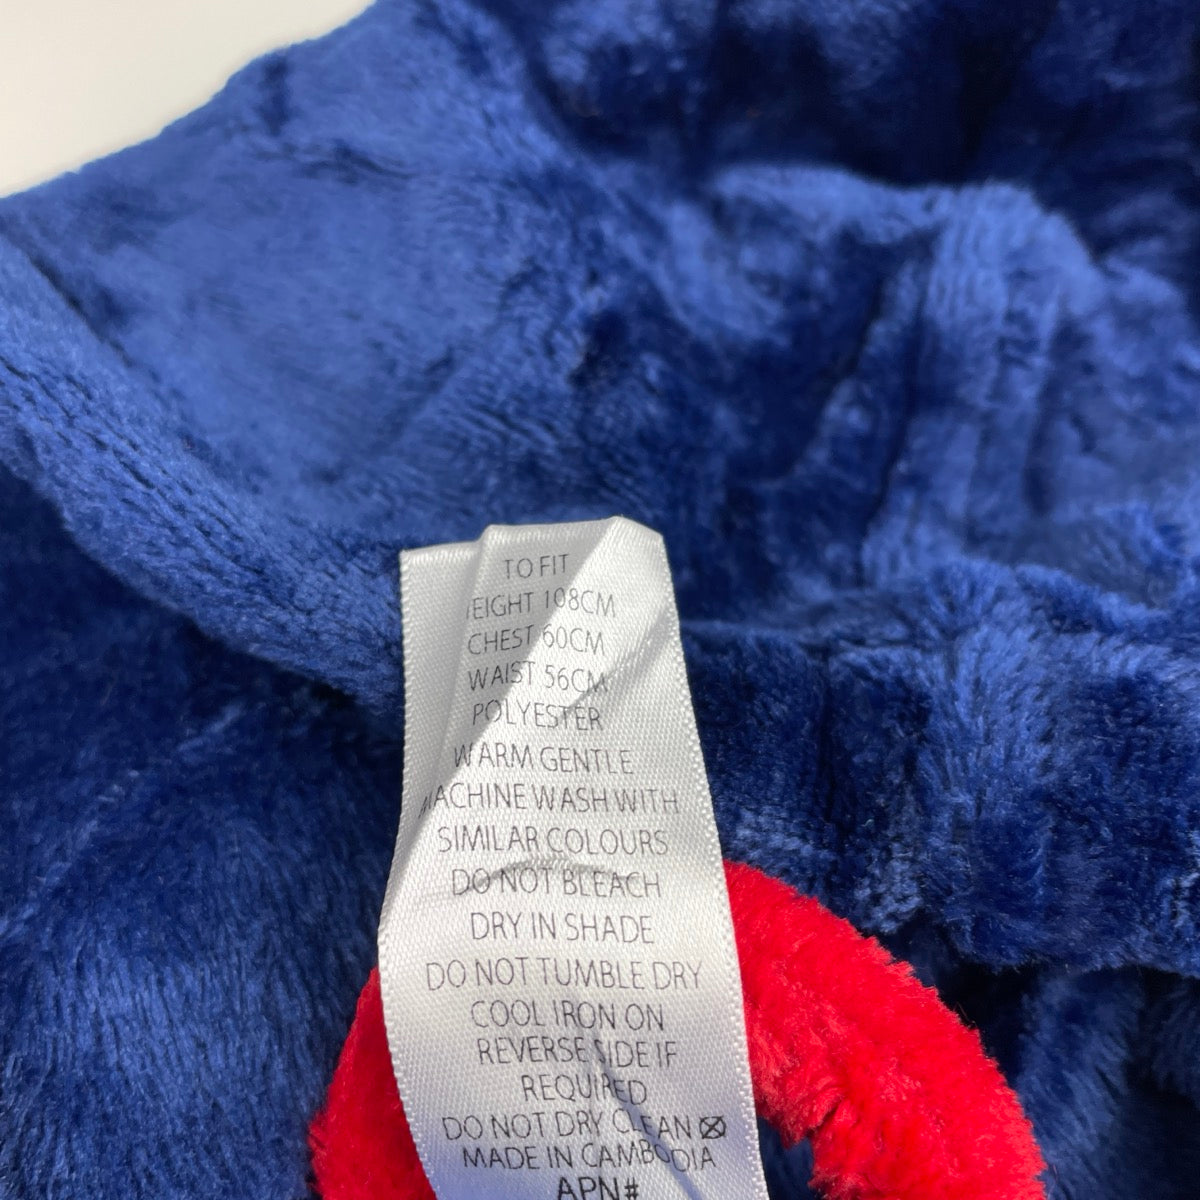 TO FIT
HEIGHT 108CM
CHEST 60CM
WAIST 56CM
POLYESTER
WARM GENTLE
MACHINE WASH WITH
SIMILAR COLOURS
DO NOT BLEACH
DRY IN SHADE
DO NOT TUMBLE DRY
COOL IRON ON
REVERSE SIDE IF
REQUIRED
DO NOT DRY CLEAN
MADE IN CAMBODIA
APN#